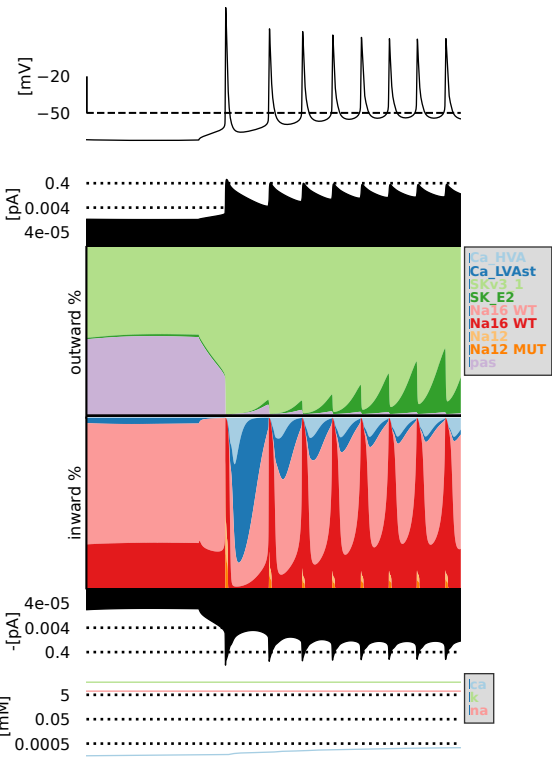 [mV]
−20
−50
[pA]
0.4
0.004
4e-05
outward %
Ca_HVA
Ca_LVAst
SKv3_1
SK_E2
Na16 WT
Na16 WT
Na12
Na12 MUT
pas
inward %
-[pA]
4e-05
0.004
0.4
[mM]
5
0.05
0.0005
ca
k
na